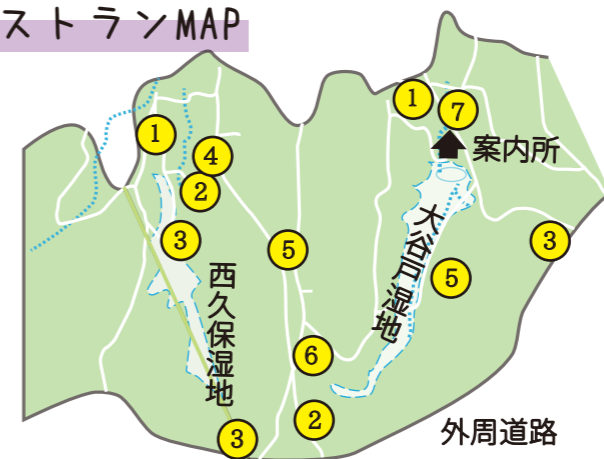 ストランMAP
①
①
⑦
案内所
④
②
③
③
⑤
⑤
大谷戸湿地
西久保湿地
⑥
②
③
外周道路